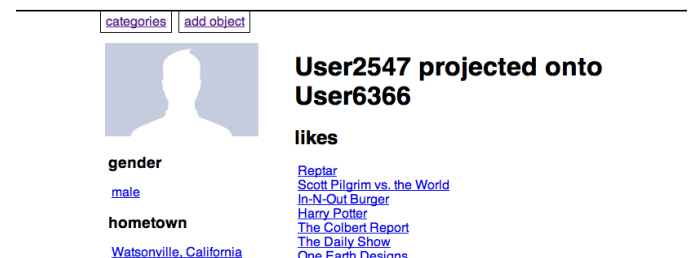 categories add object
User2547 projected onto
User6366
likes
Reptar
Scott Pilgrim vs. the World
In-N-Out Burger
Harry Potter
The Colbert Report
The Daily Show
One Earth Designs
gender
male
hometown
Watsonville, California